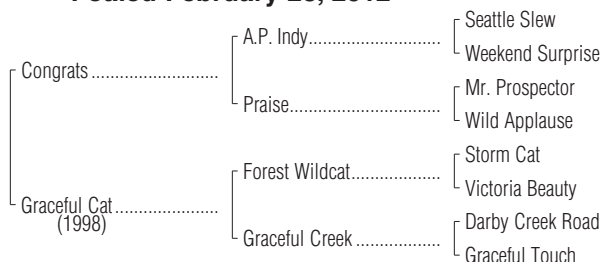 Foaled February 2012
Seattle Slew
A.P. Indy..............................
Weekend Surprise
Congrats .............................
Mr. Prospector
Praise..................................
Wild Applause
Storm Cat
Forest Wildcat.....................
Victoria Beauty
Graceful Cat ........................
(1998)
Darby Creek Road
Graceful Creek ....................
Graceful Touch